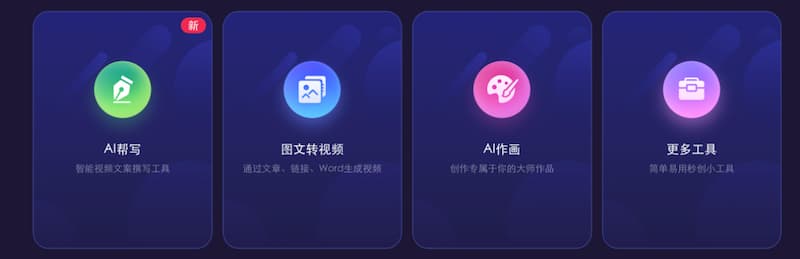 新
AI帮写
智能视频文案撰写工具
图文转视频
通过文章、链接、Word生成视频
AI作画
创作专属于你的大师作品
更多工具
简单易用秒创小工具